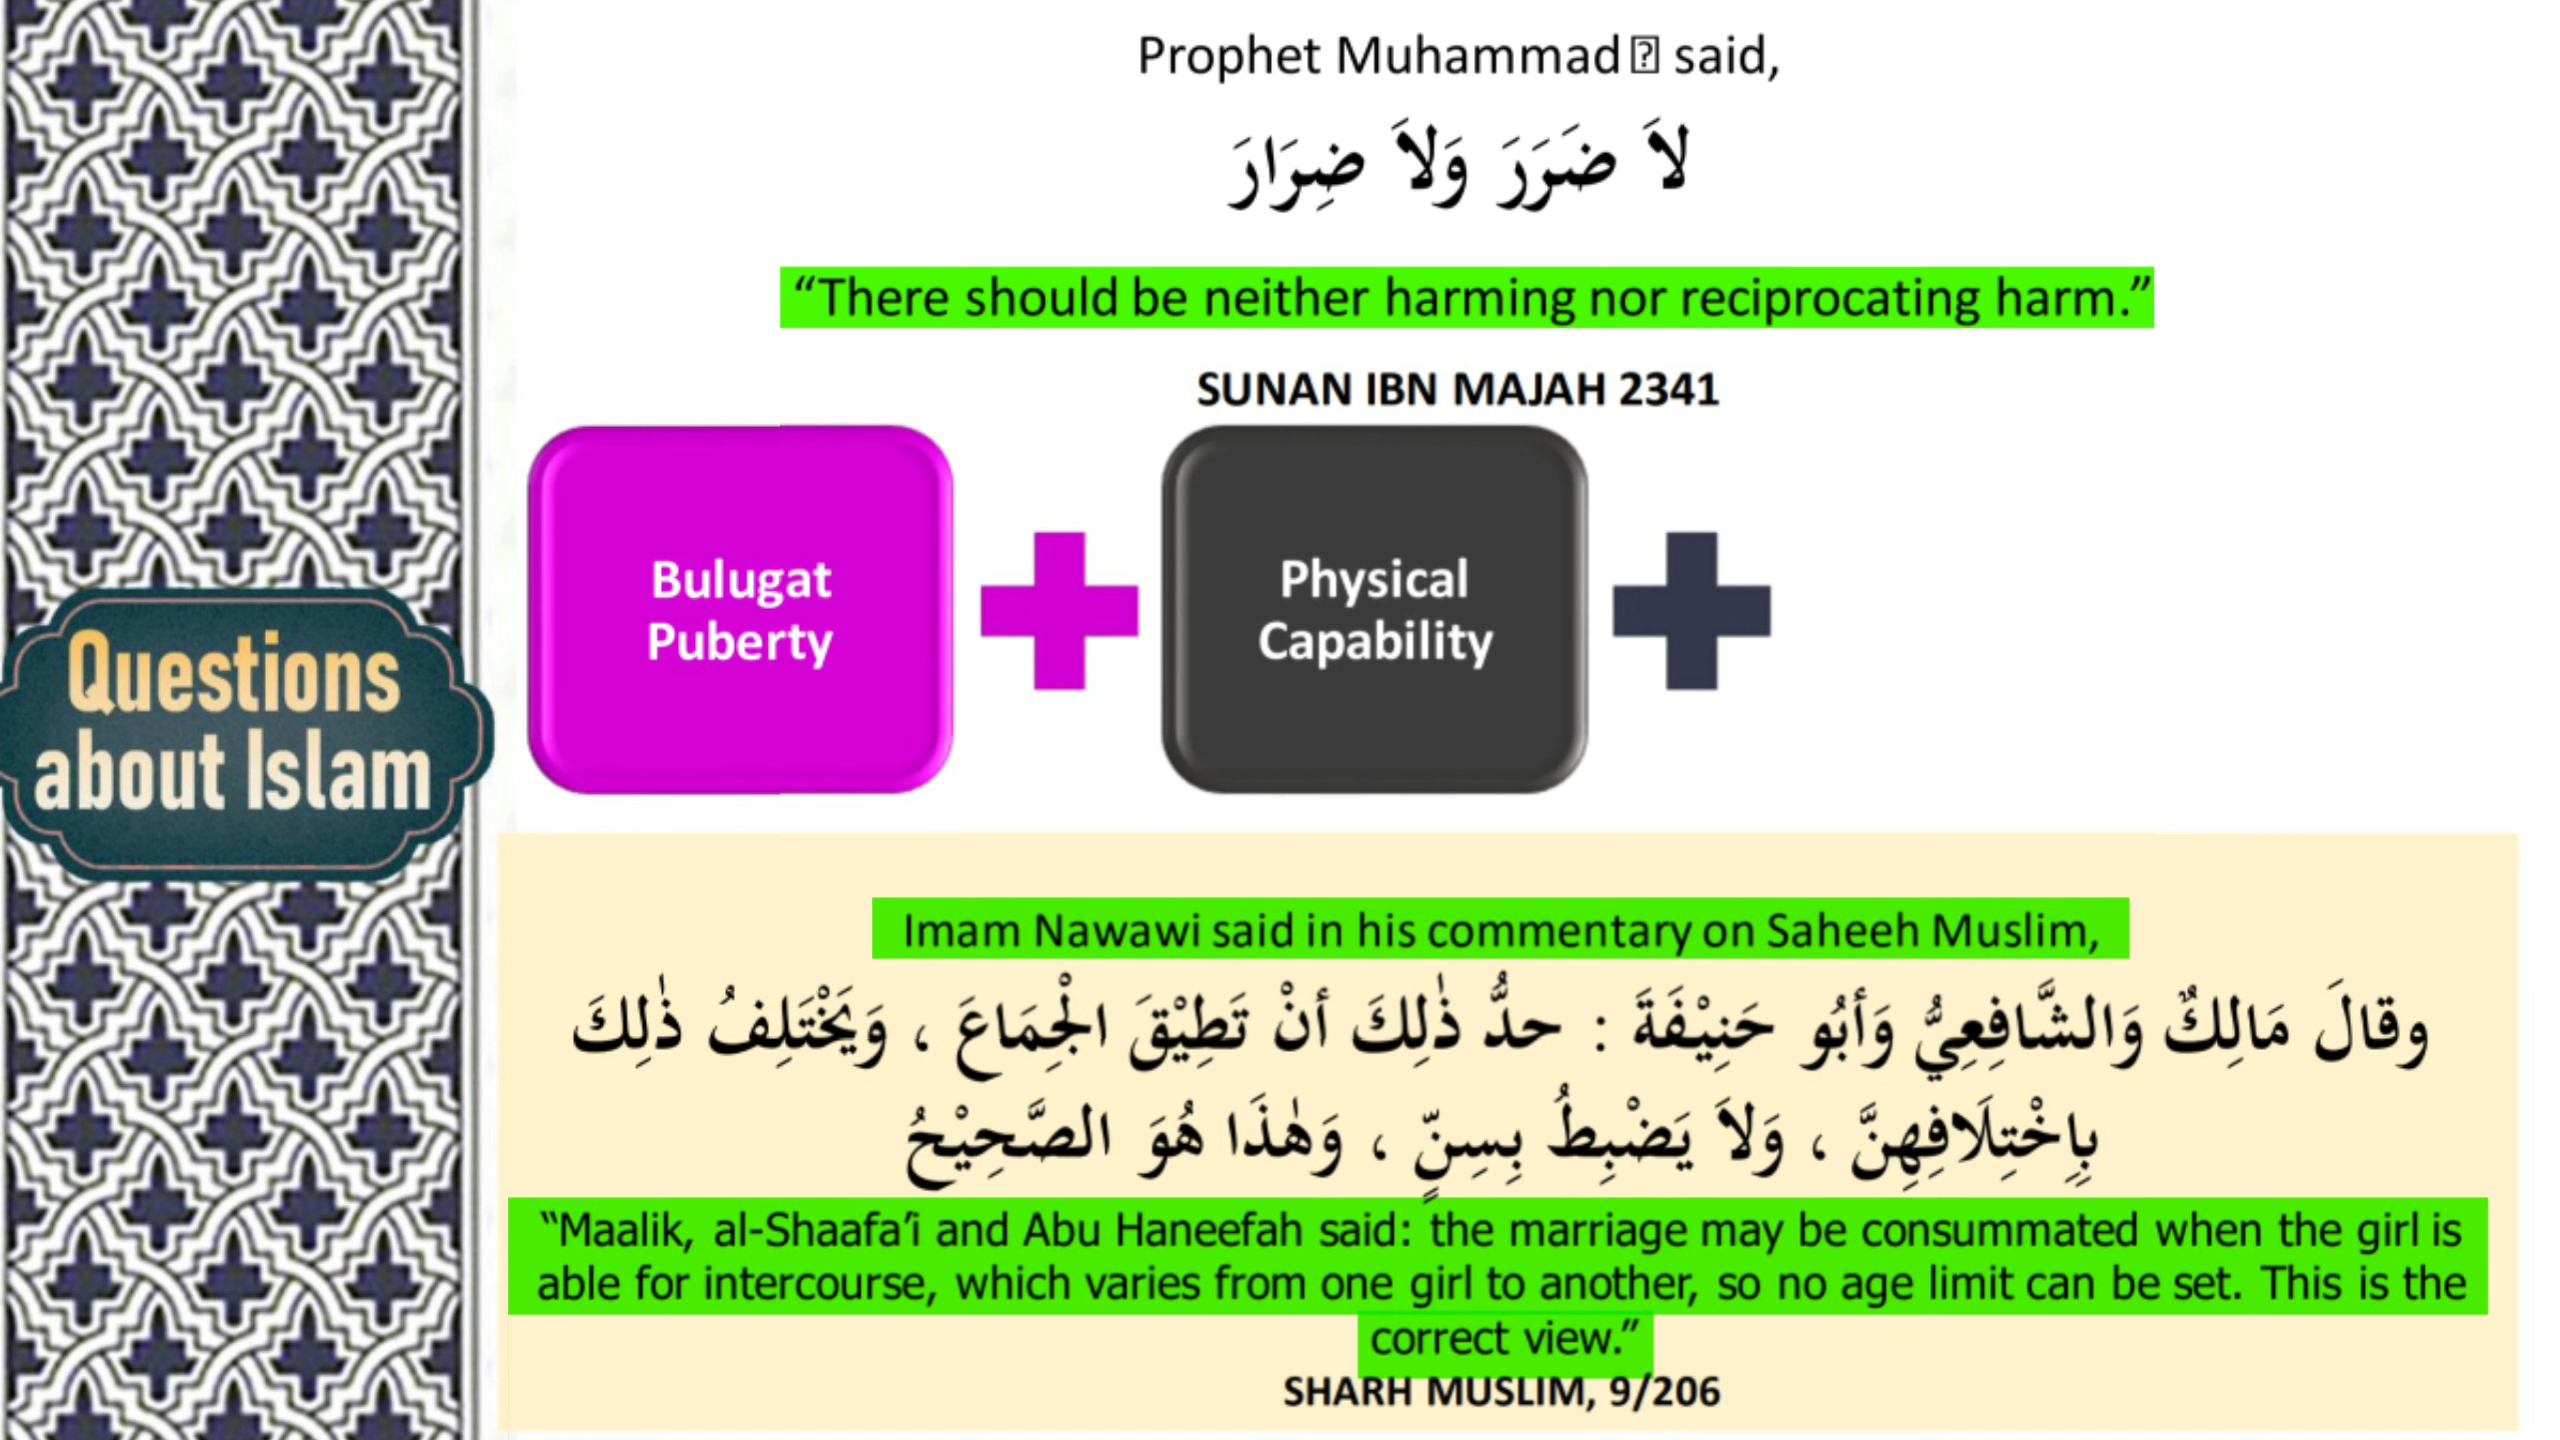 Prophet Muhammad said,
لاَ ضَرَرَ وَلاَ ضِرَارَ
“There should be neither harming nor reciprocating harm.”
SUNAN IBN MAJAH 2341
Bulugat
Puberty
Physical
Capability
Questions
about Islam
Imam Nawawi said in his commentary on Saheeh Muslim,
وقالَ مَالِكٌ وَالشَّافِعِيُّ وَأَبُو حَنِيْفَةَ : حدُّ ذٰلِكَ أنْ تَطِيْقَ الْجِمَاعَ ، وَيَخْتَلِفُ ذٰلِكَ
بِاِخْتِلَافِهِنَّ ، وَلاَ يَضْبِطُ بِسِنٍّ ، وَهٰذَا هُوَ الصَّحِيْحُ
“Maalik, al-Shaafa’i and Abu Haneefah said: the marriage may be consummated when the girl is
able for intercourse, which varies from one girl to another, so no age limit can be set. This is the
correct view.”
SHARH MUSLIM, 9/206